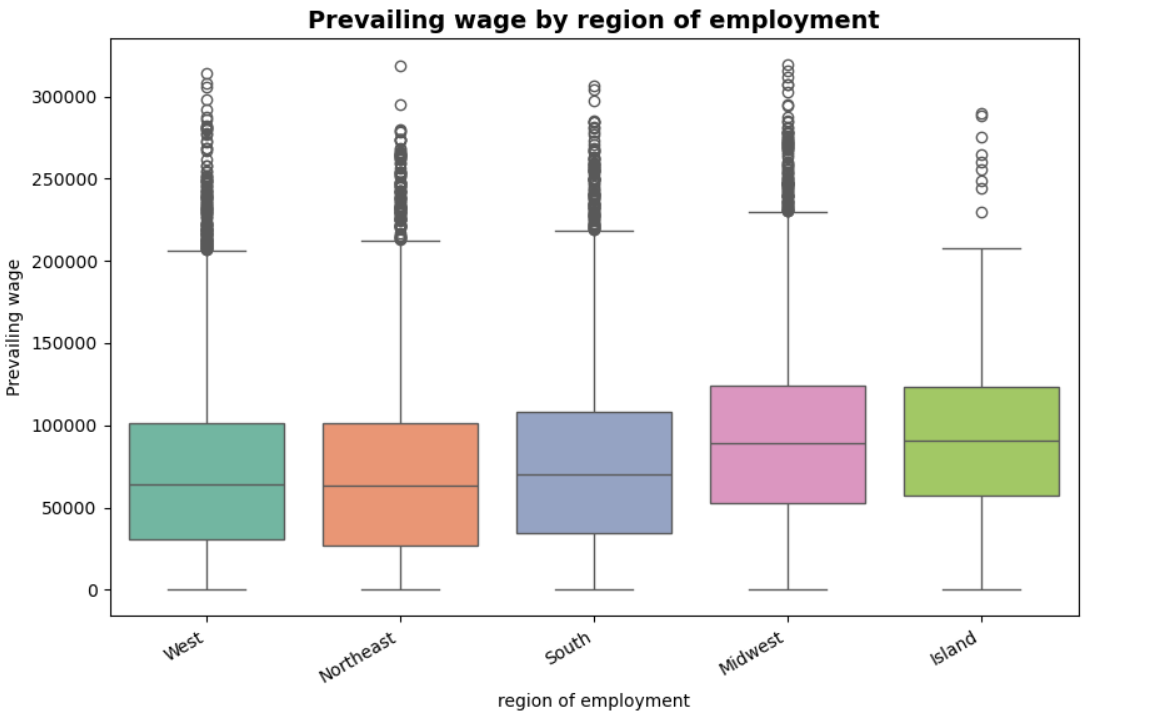 Prevailing wage by region of employment
300000
250000
200000
150000
100000
50000
0
Prevailing wage
West
Northeast
South
Midwest
Island
region of employment